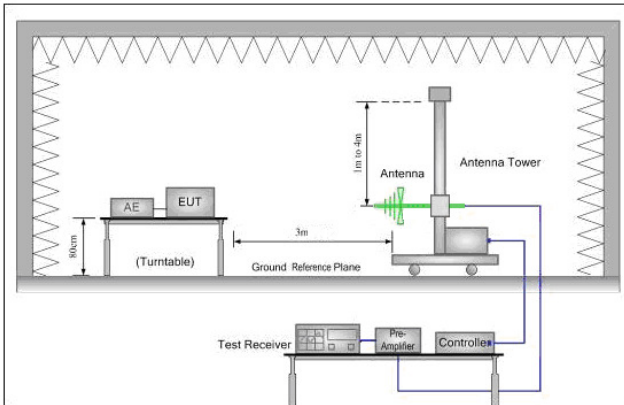 1m to 4m
Antenna
Antenna Tower
AE
EUT
3m
80cm
(Turntable)
Ground Reference Plane
Test Receiver
Pre-
Amplifier
Controller